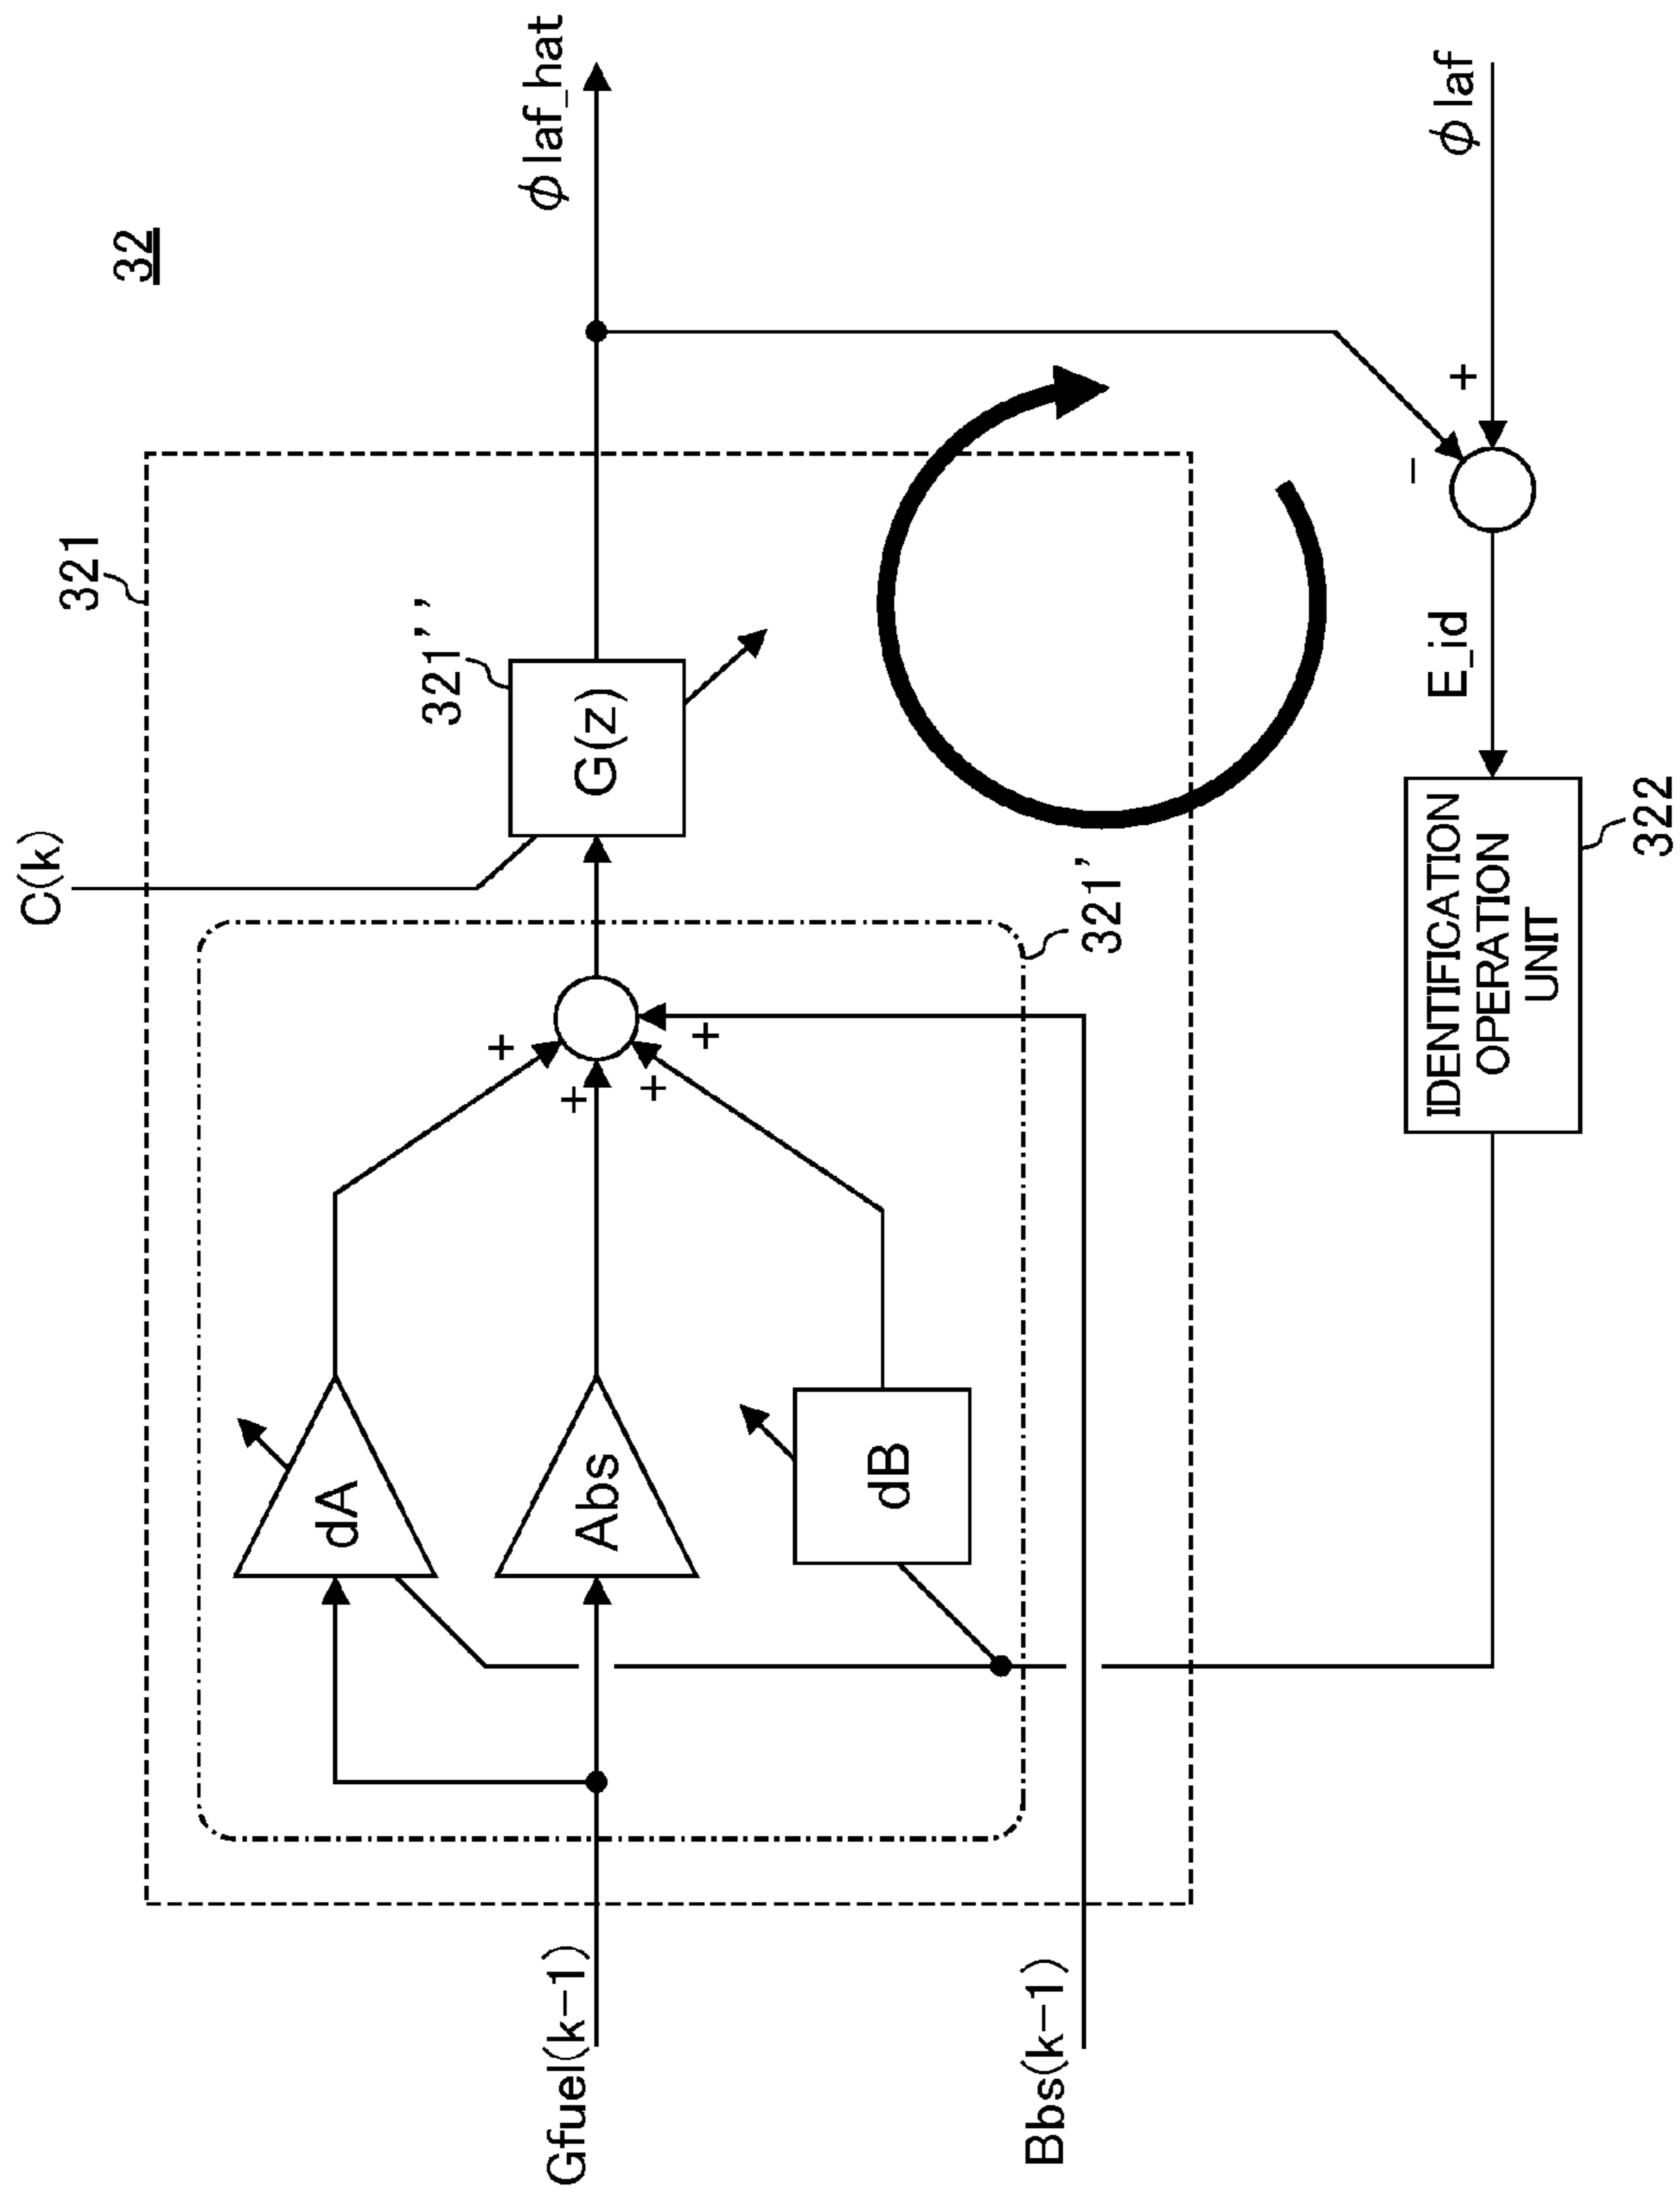 32
321
C(k)
321''
G(z)
φlaf_hat
dA
Abs
dB
+
+
+
+
321'
Gfuel(k-1)
Bbs(k-1)
IDENTIFICATION
OPERATION
UNIT
322
E_id
−
+
φlaf